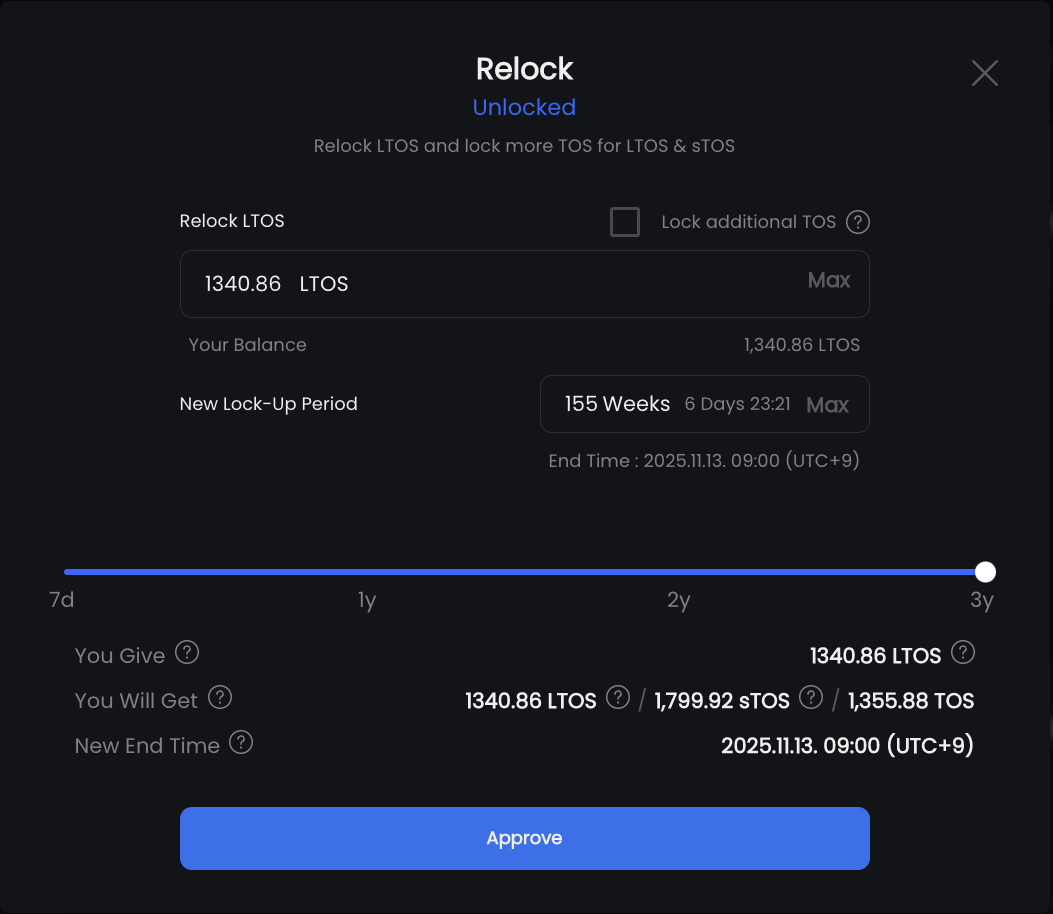 Relock
Unlocked
Relock LTOS and lock more TOS for LTOS & sTOS
Relock LTOS Lock additional TOS ?
1340.86 LTOS Max
Your Balance 1,340.86 LTOS
New Lock-Up Period 155 Weeks 6 Days 23:21 Max
End Time : 2025.11.13. 09:00 (UTC+9)
7d 1y 2y 3y
You Give ? 1340.86 LTOS ?
You Will Get ? 1340.86 LTOS ? / 1,799.92 sTOS ? / 1,355.88 TOS
New End Time ? 2025.11.13. 09:00 (UTC+9)
Approve